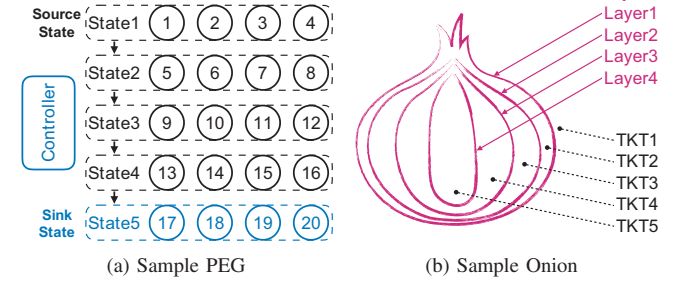 Source
State
State1 1 2 3 4
State2 5 6 7 8
Controller
State3 9 10 11 12
State4 13 14 15 16
Sink
State
State5 17 18 19 20
(a) Sample PEG
Layer1
Layer2
Layer3
Layer4
TKT1
TKT2
TKT3
TKT4
TKT5
(b) Sample Onion